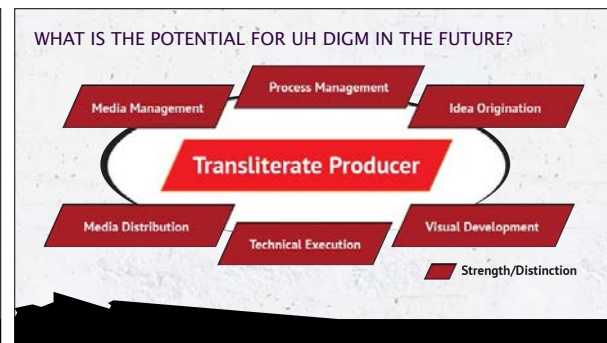 WHAT IS THE POTENTIAL FOR UH DIGM IN THE FUTURE?
Process Management
Media Management
Idea Origination
Transliterate Producer
Media Distribution
Technical Execution
Visual Development
Strength/Distinction